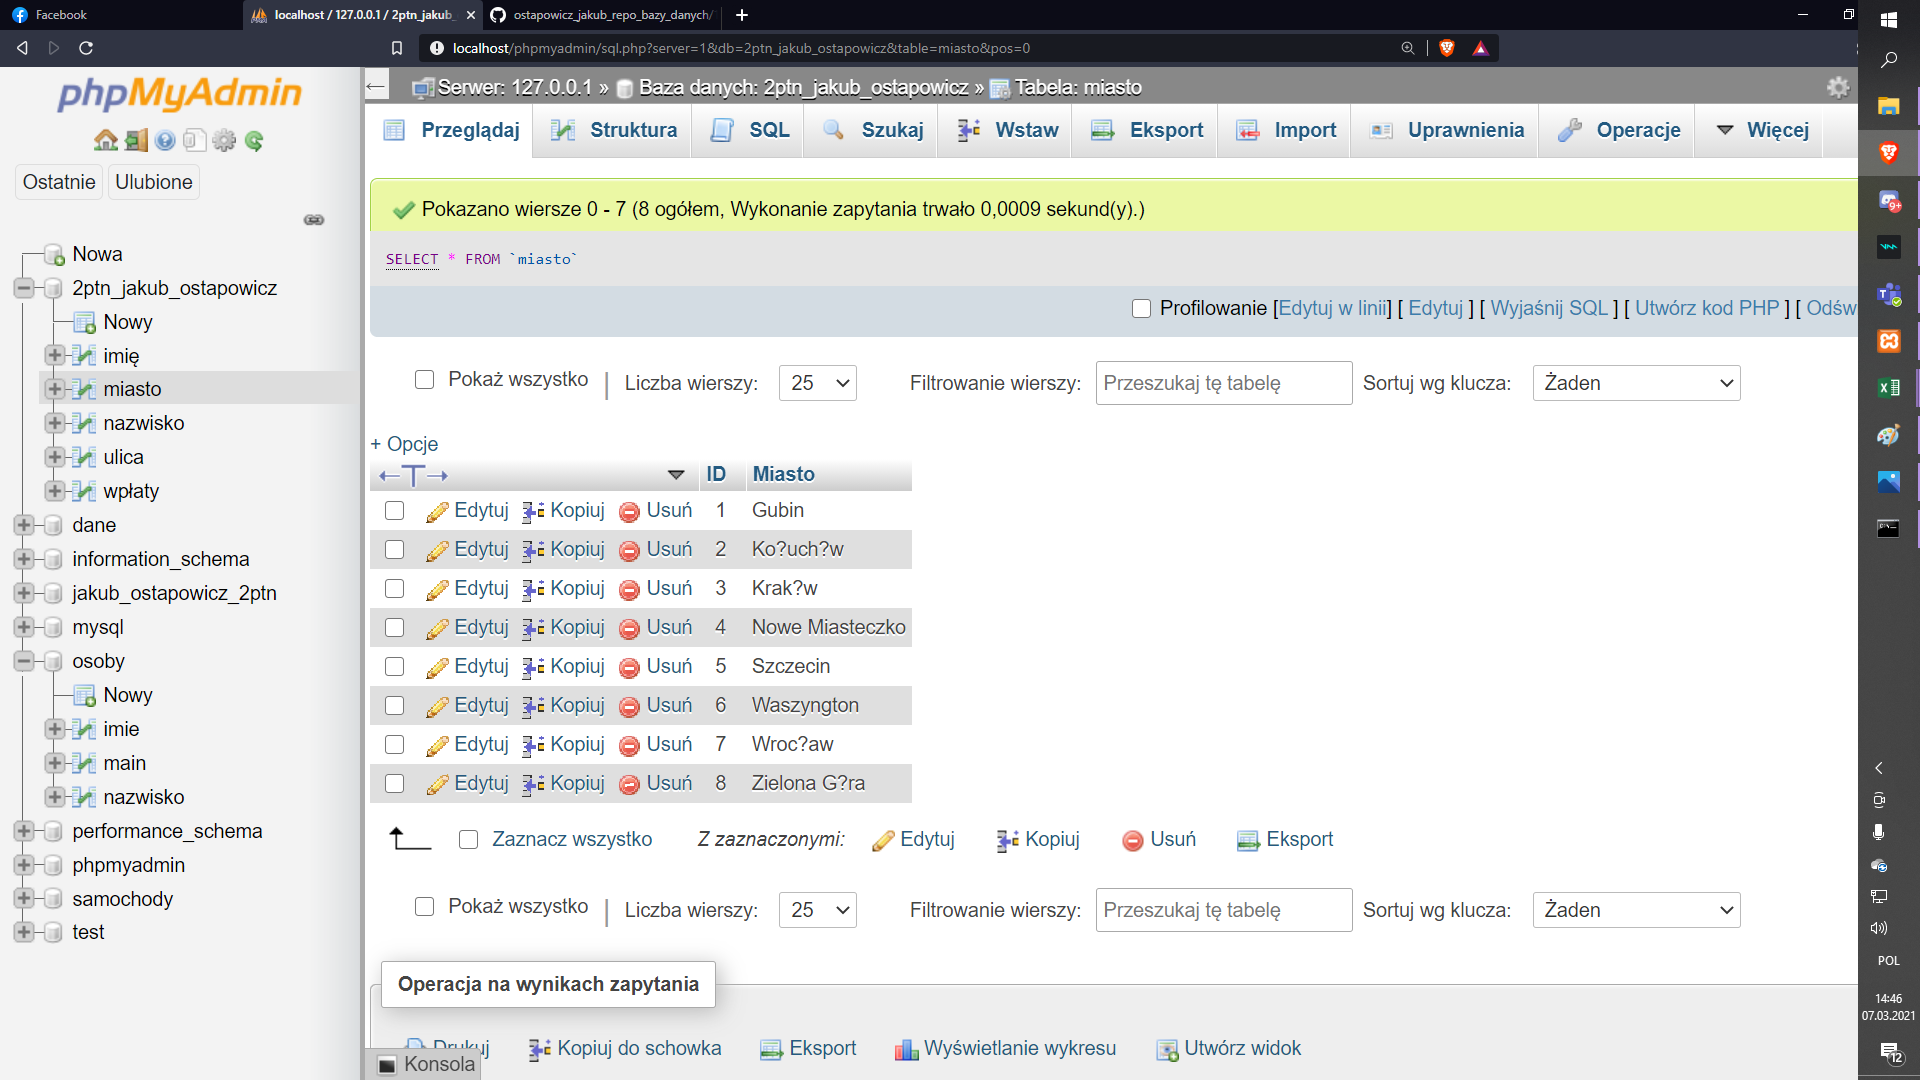 Facebook
localhost / 127.0.0.1 / 2ptn_jakub_
ostapowicz_jakub_repo_bazy_danych/
localhost/phpmyadmin/sql.php?server=1&db=2ptn_jakub_ostapowicz&table=miasto&pos=0
phpMyAdmin
Ostatnie
Ulubione
Nowa
2ptn_jakub_ostapowicz
Nowy
imię
miasto
nazwisko
ulica
wpłaty
dane
information_schema
jakub_ostapowicz_2ptn
mysql
osoby
Nowy
imie
main
nazwisko
performance_schema
phpmyadmin
samochody
test
Serwer: 127.0.0.1 » Baza danych: 2ptn_jakub_ostapowicz » Tabela: miasto
Przeglądaj Struktura SQL Szukaj Wstaw Eksport Import Uprawnienia Operacje Więcej
Pokazano wiersze 0 - 7 (8 ogółem, Wykonanie zapytania trwało 0,0009 sekund(y).)
SELECT * FROM `miasto`
Profilowanie [Edytuj w linii] [ Edytuj ] [ Wyjaśnij SQL ] [ Utwórz kod PHP ] [ Odśw
Pokaż wszystko | Liczba wierszy: 25 Filtrowanie wierszy: Przeszukaj tę tabelę Sortuj wg klucza: Żaden
+ Opcje
←T→ ID Miasto
Edytuj Kopiuj Usuń 1 Gubin
Edytuj Kopiuj Usuń 2 Ko?uch?w
Edytuj Kopiuj Usuń 3 Krak?w
Edytuj Kopiuj Usuń 4 Nowe Miasteczko
Edytuj Kopiuj Usuń 5 Szczecin
Edytuj Kopiuj Usuń 6 Waszyngton
Edytuj Kopiuj Usuń 7 Wroc?aw
Edytuj Kopiuj Usuń 8 Zielona G?ra
Zaznacz wszystko Z zaznaczonymi: Edytuj Kopiuj Usuń Eksport
Pokaż wszystko | Liczba wierszy: 25 Filtrowanie wierszy: Przeszukaj tę tabelę Sortuj wg klucza: Żaden
Operacja na wynikach zapytania
Drukuj Kopiuj do schowka Eksport Wyświetlanie wykresu Utwórz widok
Konsola
9+
POL
14:46
07.03.2021
12